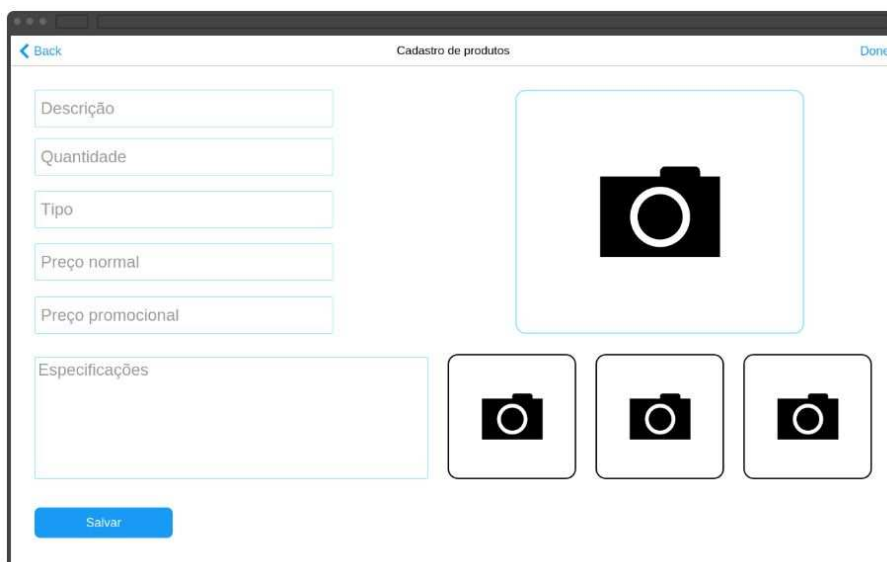 Back
Cadastro de produtos
Done
Descrição
Quantidade
Tipo
Preço normal
Preço promocional
Especificações
Salvar